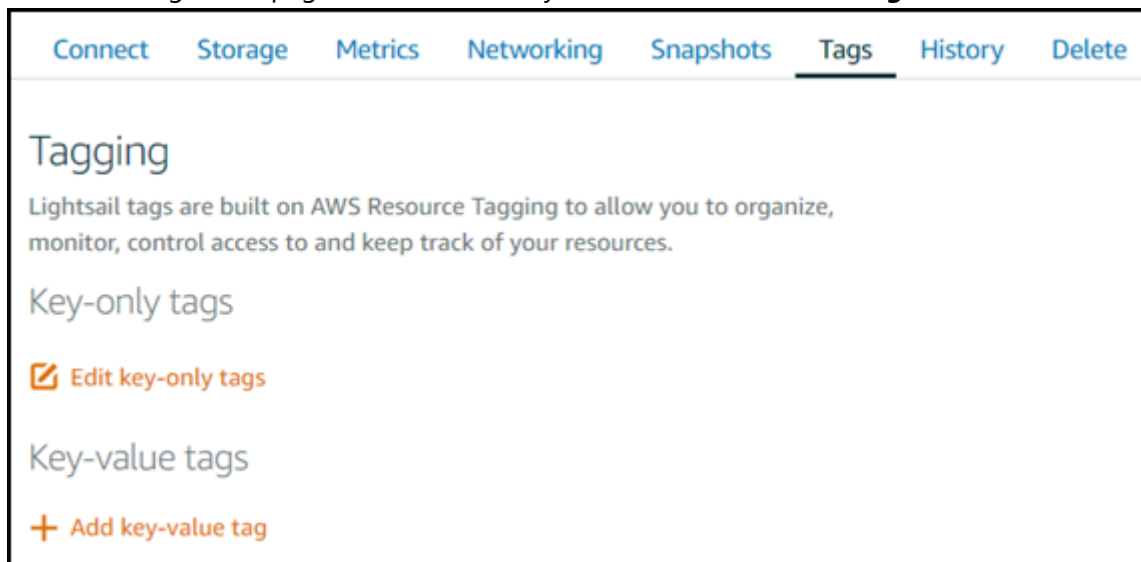 Connect Storage Metrics Networking Snapshots Tags History Delete
Tagging
Lightsail tags are built on AWS Resource Tagging to allow you to organize,
monitor, control access to and keep track of your resources.
Key-only tags
Edit key-only tags
Key-value tags
+ Add key-value tag